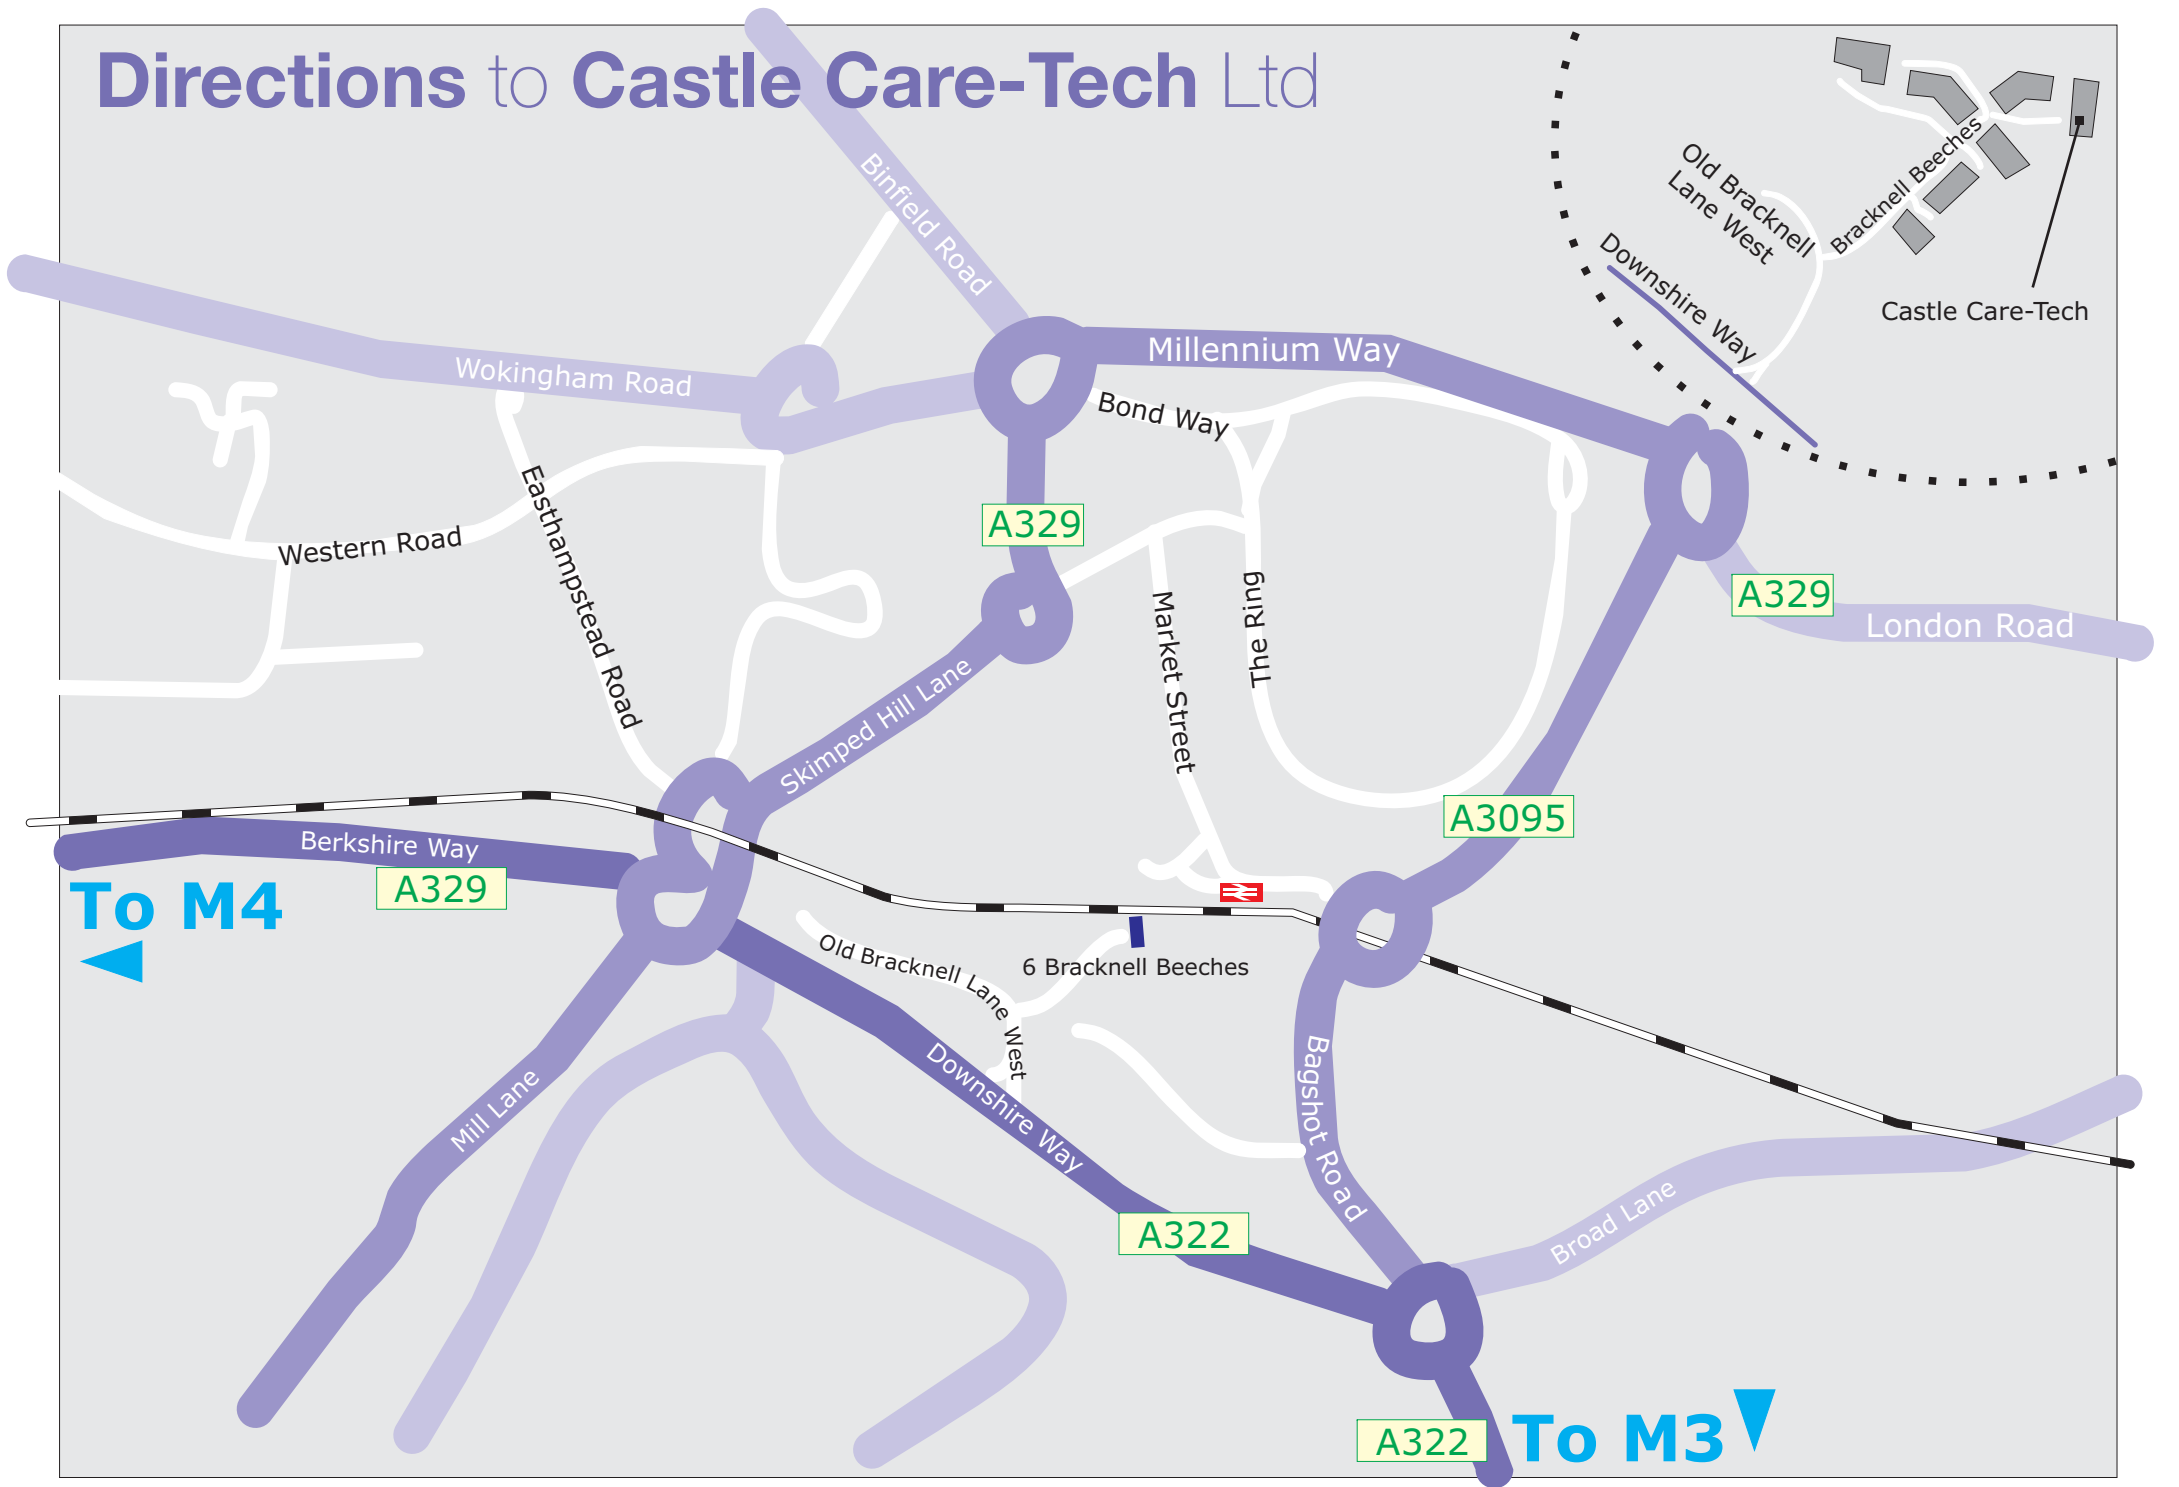 Directions to Castle Care-Tech Ltd
Binfield Road
Old Bracknell
Lane West
Bracknell Beeches
Downshire Way
Castle Care-Tech
Wokingham Road
Millennium Way
Bond Way
A329
Western Road
Easthampstead Road
Market Street
The Ring
A329
London Road
Skimped Hill Lane
A3095
Berkshire Way
A329
To M4
Old Bracknell Lane West
6 Bracknell Beeches
Downshire Way
Mill Lane
Bagshot Road
A322
Broad Lane
A322
To M3